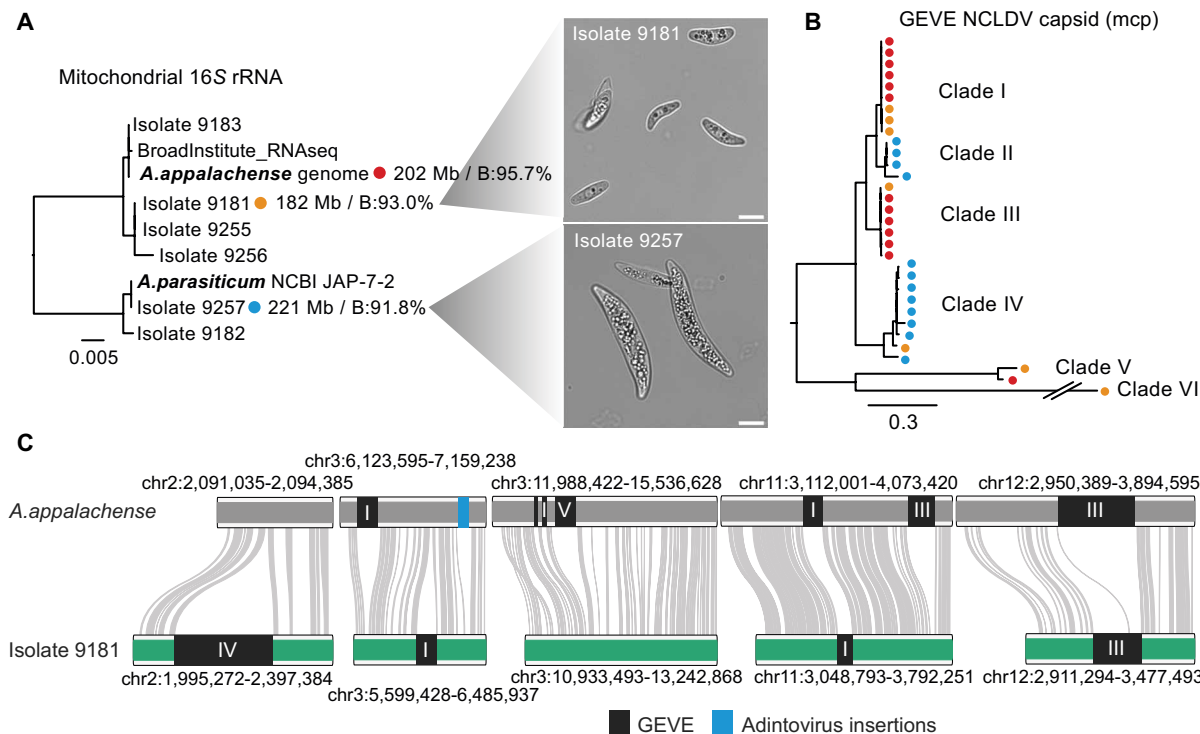 A
Mitochondrial 16S rRNA
Isolate 9183
BroadInstitute_RNAseq
A.appalachense genome 202 Mb / B:95.7%
Isolate 9181 182 Mb / B:93.0%
Isolate 9255
Isolate 9256
A.parasiticum NCBI JAP-7-2
Isolate 9257 221 Mb / B:91.8%
Isolate 9182
0.005
Isolate 9181
Isolate 9257
B
GEVE NCLDV capsid (mcp)
Clade I
Clade II
Clade III
Clade IV
Clade V
Clade VI
0.3
C
chr2:2,091,035-2,094,385
chr3:6,123,595-7,159,238
chr3:11,988,422-15,536,628
chr11:3,112,001-4,073,420
chr12:2,950,389-3,894,595
A.appalachense
I
I V
I III
III
Isolate 9181
IV
I
I
III
chr2:1,995,272-2,397,384
chr3:5,599,428-6,485,937
chr3:10,933,493-13,242,868
chr11:3,048,793-3,792,251
chr12:2,911,294-3,477,493
GEVE
Adintovirus insertions